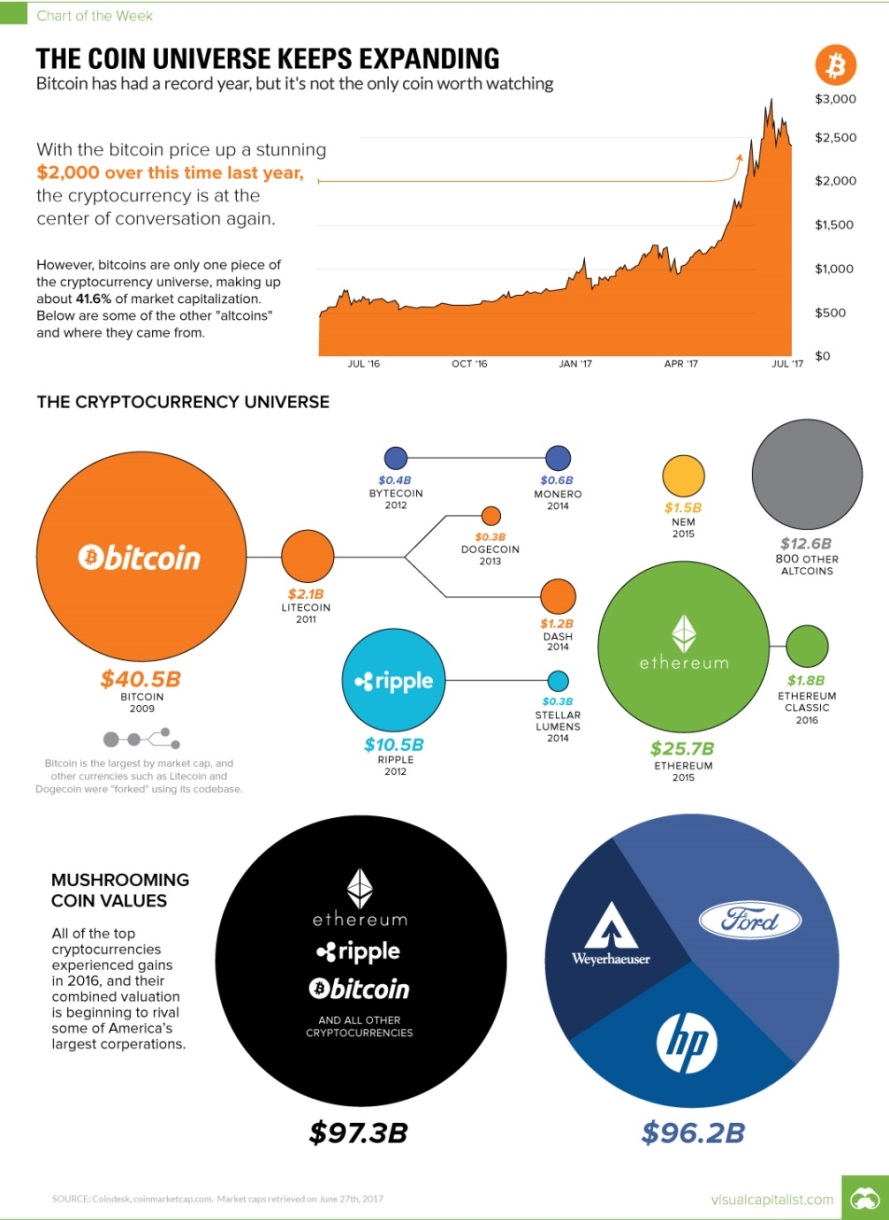 Chart of the Week
THE COIN UNIVERSE KEEPS EXPANDING
Bitcoin has had a record year, but it's not the only coin worth watching
With the bitcoin price up a stunning
$2,000 over this time last year,
the cryptocurrency is at the
center of conversation again.
However, bitcoins are only one piece of
the cryptocurrency universe, making up
about 41.6% of market capitalization.
Below are some of the other "altcoins"
and where they came from.
$3,000
$2,500
$2,000
$1,500
$1,000
$500
$0
JUL '16
OCT '16
JAN '17
APR '17
JUL '17
THE CRYPTOCURRENCY UNIVERSE
bitcoin
$40.5B
BITCOIN
2009
$2.1B
LITECOIN
2011
$0.4B
BYTECOIN
2012
$0.6B
MONERO
2014
$0.3B
DOGECOIN
2013
$1.2B
DASH
2014
ripple
$10.5B
RIPPLE
2012
$0.3B
STELLAR
LUMENS
2014
$1.5B
NEM
2015
$12.6B
800 OTHER
ALTCOINS
ethereum
$25.7B
ETHEREUM
2015
$1.8B
ETHEREUM
CLASSIC
2016
Bitcoin is the largest by market cap, and
other currencies such as Litecoin and
Dogecoin were "forked" using its codebase.
MUSHROOMING
COIN VALUES
All of the top
cryptocurrencies
experienced gains
in 2016, and their
combined valuation
is beginning to rival
some of America's
largest corperations.
ethereum
ripple
bitcoin
AND ALL OTHER
CRYPTOCURRENCIES
$97.3B
Weyerhaeuser
Ford
hp
$96.2B
SOURCE: Coindesk, coinmarketcap.com. Market caps retrieved on June 27th, 2017
visualcapitalist.com